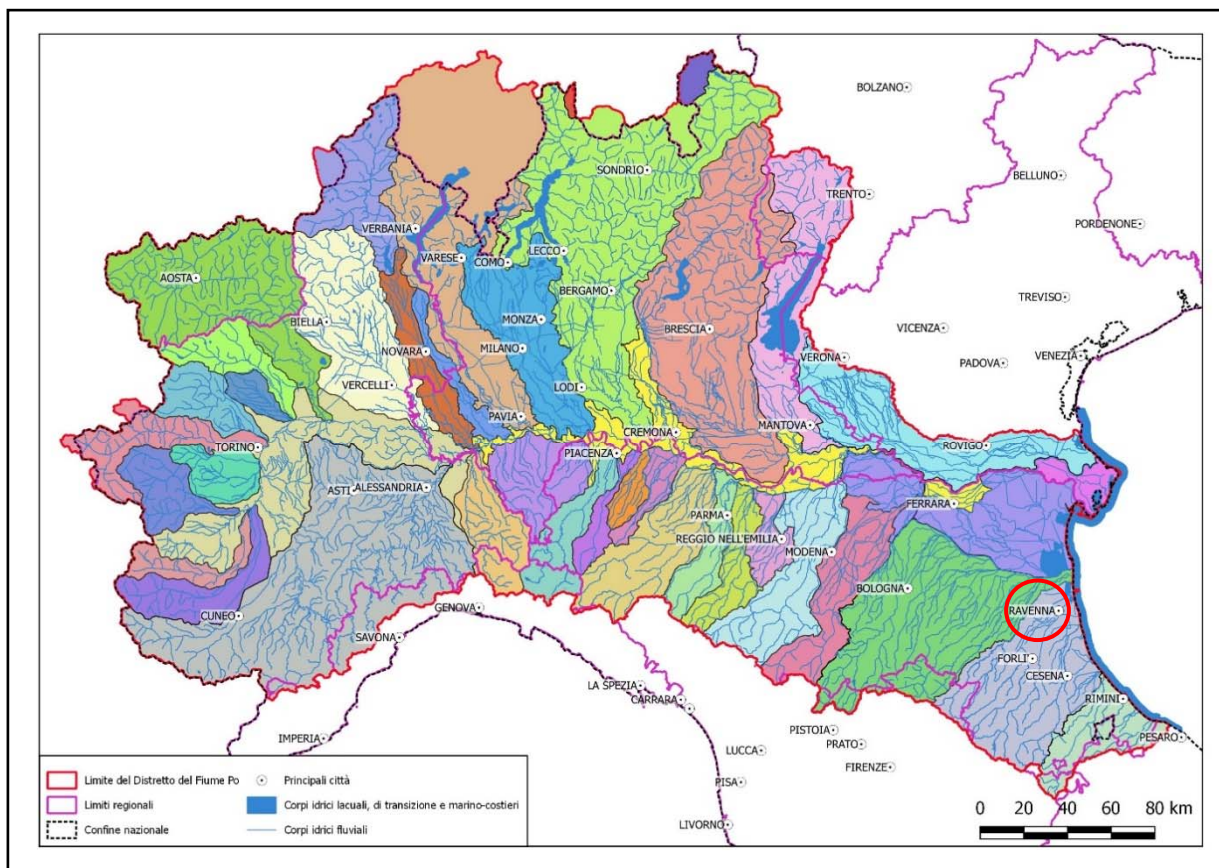 BOLZANO
SONDRIO
BELLUNO
TRENTO
PORDENONE
VERBANIA
LECCO
VARESE
COMO
AOSTA
BERGAMO
TREVISO
BIELLA
MONZA
BRESCIA
VICENZA
NOVARA
MILANO
VERONA
PADOVA
VENEZIA
VERCELLI
LODI
PAVIA
CREMONA
MANTOVA
TORINO
PIACENZA
ROVIGO
ASTI
ALESSANDRIA
FERRARA
PARMA
REGGIO NELL'EMILIA
MODENA
BOLOGNA
CUNEO
GENOVA
RAVENNA
SAVONA
FORLI'
CESENA
LA SPEZIA
CARRARA
RIMINI
IMPERIA
PISTOIA
PESARO
LUCCA
PRATO
FIRENZE
PISA
LIVORNO
Limite del Distretto del Fiume Po
Principali città
Limiti regionali
Corpi idrici lacuali, di transizione e marino-costieri
Confine nazionale
Corpi idrici fluviali
0 20 40 60 80 km